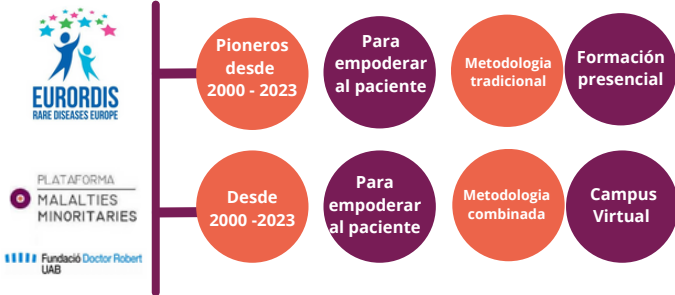 EURORDIS
RARE DISEASES EUROPE
Pioneros
desde
2000 - 2023
Para
empoderar
al paciente
Metodologia
tradicional
Formación
presencial
PLATAFORMA
MALALTIES
MINORITARIES
Fundació Doctor Robert
UAB
Desde
2000 -2023
Para
empoderar
al paciente
Metodologia
combinada
Campus
Virtual